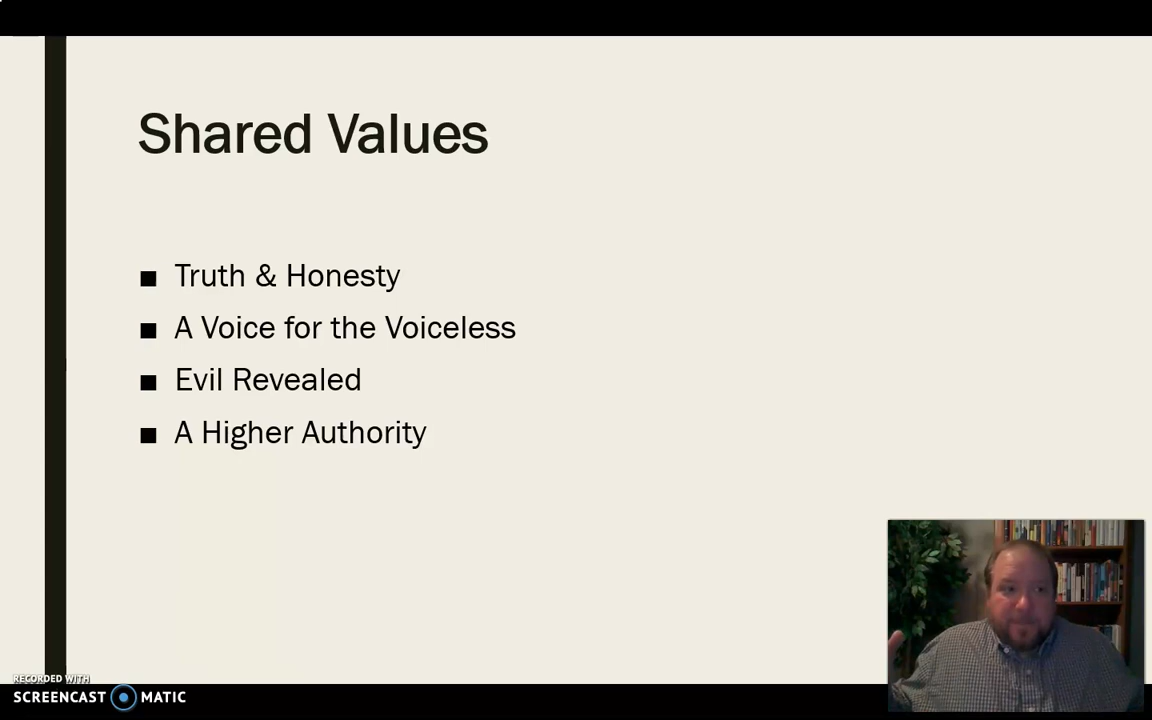 Shared Values
■ Truth & Honesty
■ A Voice for the Voiceless
■ Evil Revealed
■ A Higher Authority
RECORDED WITH
SCREENCAST MATIC